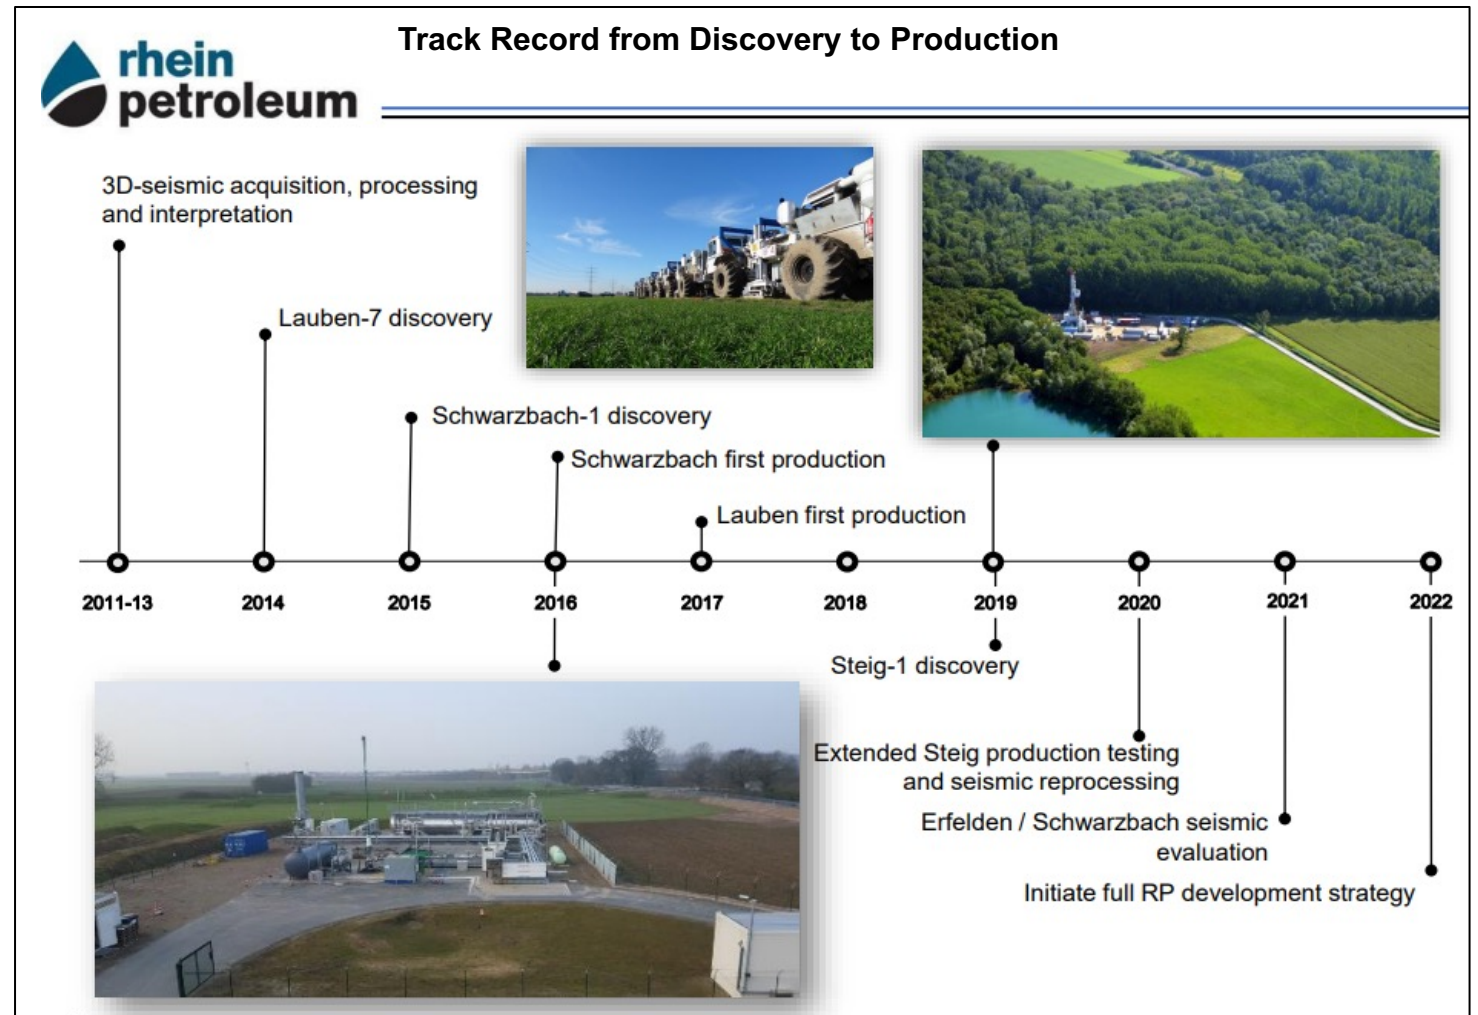 Track Record from Discovery to Production
rhein
petroleum
3D-seismic acquisition, processing
and interpretation
Lauben-7 discovery
Schwarzbach-1 discovery
Schwarzbach first production
Lauben first production
2011-13
2014
2015
2016
2017
2018
2019
2020
2021
2022
Steig-1 discovery
Extended Steig production testing
and seismic reprocessing
Erfelden / Schwarzbach seismic
evaluation
Initiate full RP development strategy